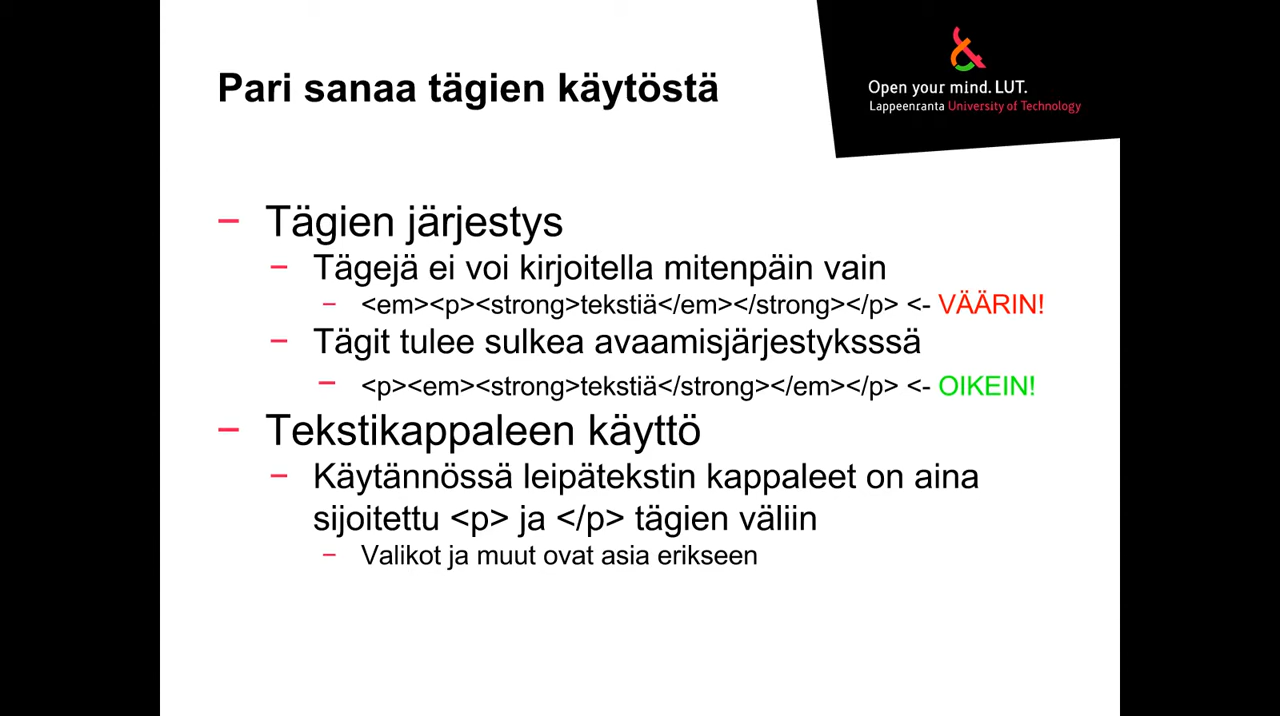 Pari sanaa tägien käytöstä
Open your mind. LUT.
Lappeenranta University of Technology
– Tägien järjestys
– Tägejä ei voi kirjoitella mitenpäin vain
– <em><p><strong>tekstiä</em></strong></p> <- VÄÄRIN!
– Tägit tulee sulkea avaamisjärjestyksssä
– <p><em><strong>tekstiä</strong></em></p> <- OIKEIN!
– Tekstikappaleen käyttö
– Käytännössä leipätekstin kappaleet on aina
sijoitettu <p> ja </p> tägien väliin
– Valikot ja muut ovat asia erikseen